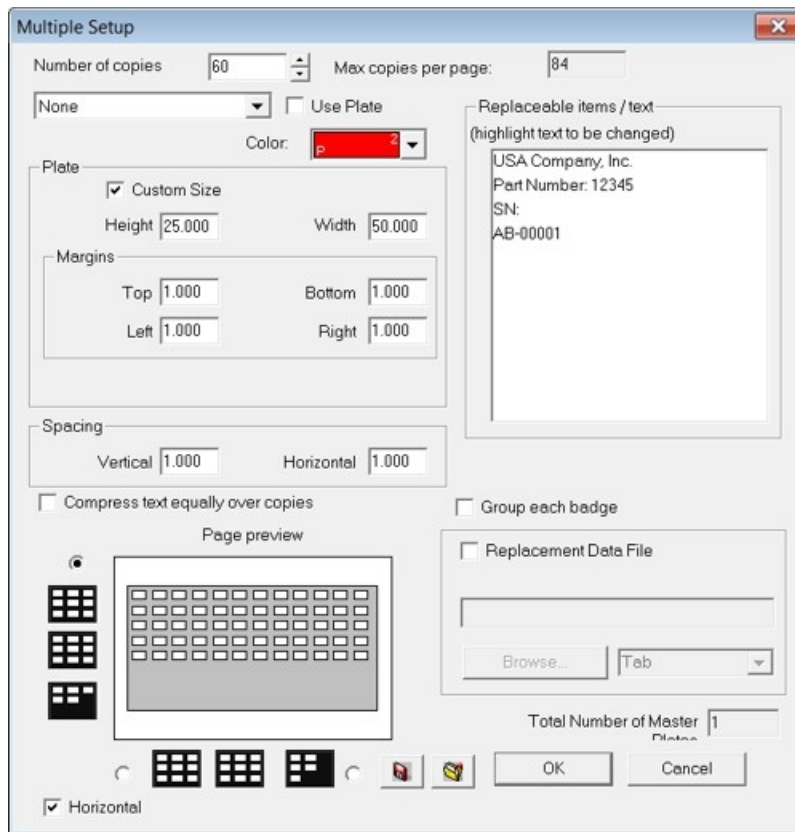 Multiple Setup
Number of copies 60 Max copies per page: 84
None Use Plate
Color: P 2
Replaceable items / text
(highlight text to be changed)
USA Company, Inc.
Part Number: 12345
SN:
AB-00001
Plate
Custom Size
Height 25.000 Width 50.000
Margins
Top 1.000 Bottom 1.000
Left 1.000 Right 1.000
Spacing
Vertical 1.000 Horizontal 1.000
Compress text equally over copies
Group each badge
Page preview
Replacement Data File
Browse... Tab
Total Number of Master 1
Plates
OK Cancel
Horizontal